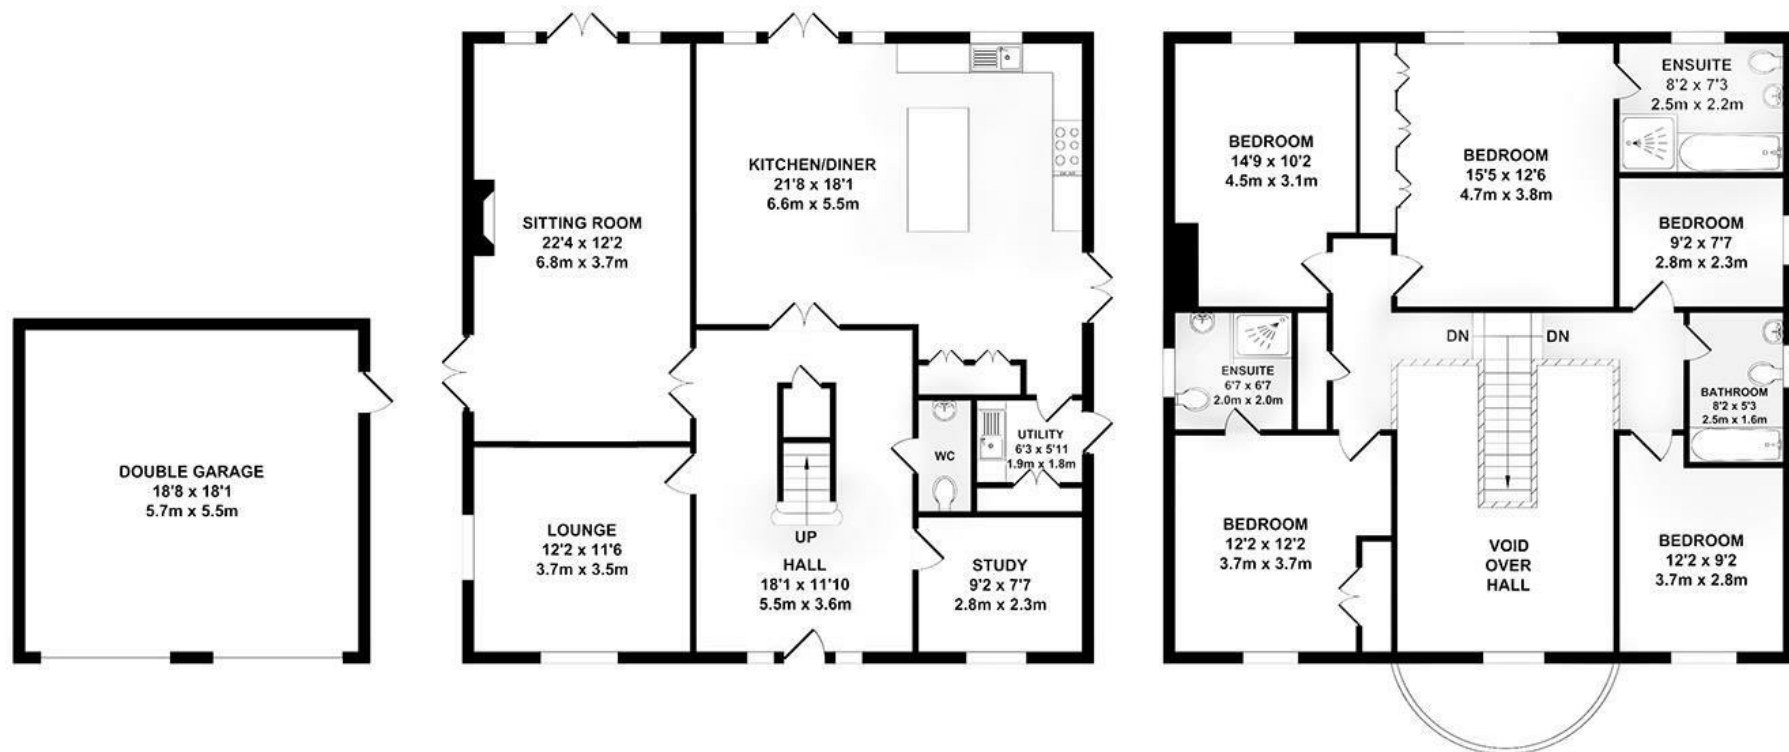 DOUBLE GARAGE
18'8 x 18'1
5.7m x 5.5m
SITTING ROOM
22'4 x 12'2
6.8m x 3.7m
KITCHEN/DINER
21'8 x 18'1
6.6m x 5.5m
LOUNGE
12'2 x 11'6
3.7m x 3.5m
UP
HALL
18'1 x 11'10
5.5m x 3.6m
WC
UTILITY
6'3 x 5'11
1.9m x 1.8m
STUDY
9'2 x 7'7
2.8m x 2.3m
BEDROOM
14'9 x 10'2
4.5m x 3.1m
BEDROOM
15'5 x 12'6
4.7m x 3.8m
ENSUITE
8'2 x 7'3
2.5m x 2.2m
BEDROOM
9'2 x 7'7
2.8m x 2.3m
ENSUITE
6'7 x 6'7
2.0m x 2.0m
DN
DN
BATHROOM
8'2 x 5'3
2.5m x 1.6m
BEDROOM
12'2 x 12'2
3.7m x 3.7m
VOID
OVER
HALL
BEDROOM
12'2 x 9'2
3.7m x 2.8m